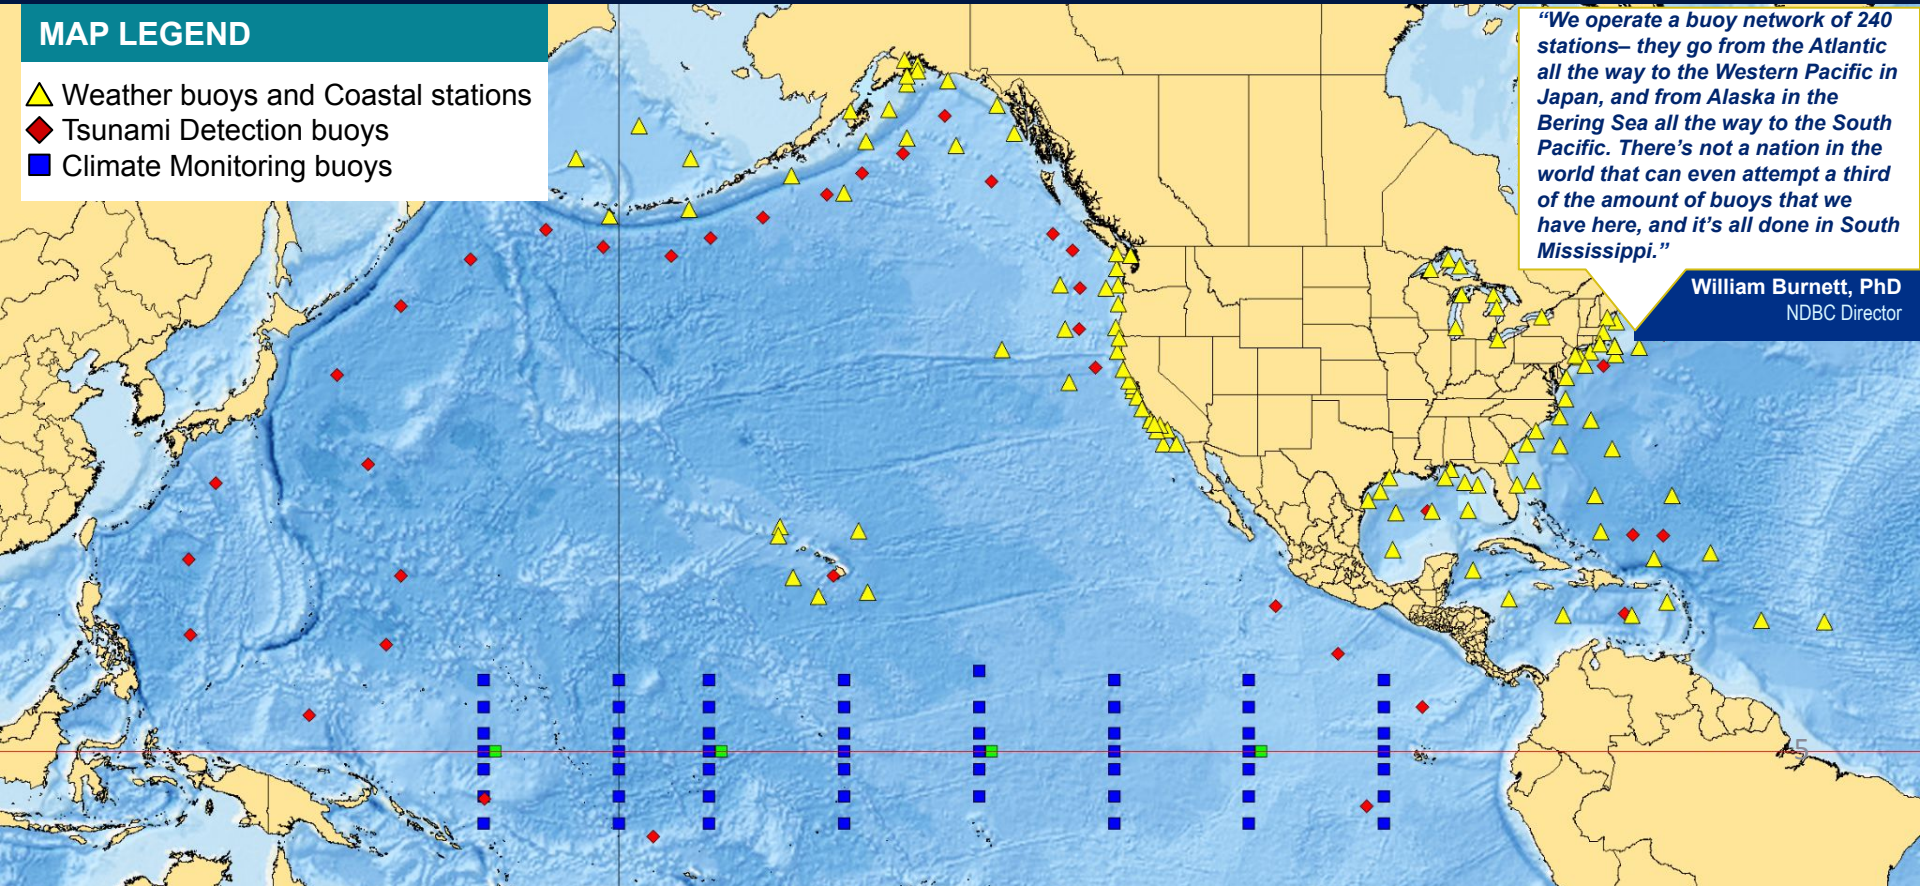 MAP LEGEND
Weather buoys and Coastal stations
Tsunami Detection buoys
Climate Monitoring buoys
“We operate a buoy network of 240
stations– they go from the Atlantic
all the way to the Western Pacific in
Japan, and from Alaska in the
Bering Sea all the way to the South
Pacific. There’s not a nation in the
world that can even attempt a third
of the amount of buoys that we
have here, and it’s all done in South
Mississippi.”
William Burnett, PhD
NDBC Director
5